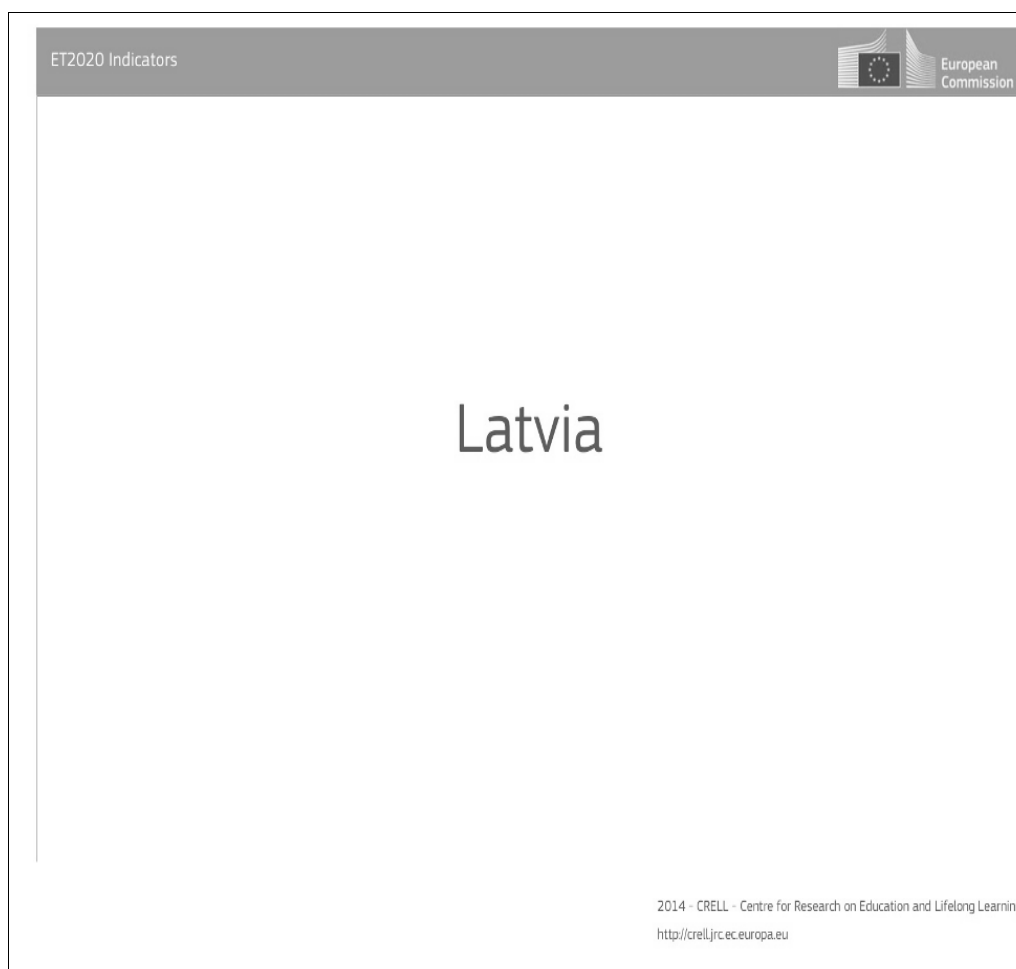 ET2020 Indicators
European
Commission
Latvia
2014 - CRELL - Centre for Research on Education and Lifelong Learnin
http://crell.jrc.ec.europa.eu